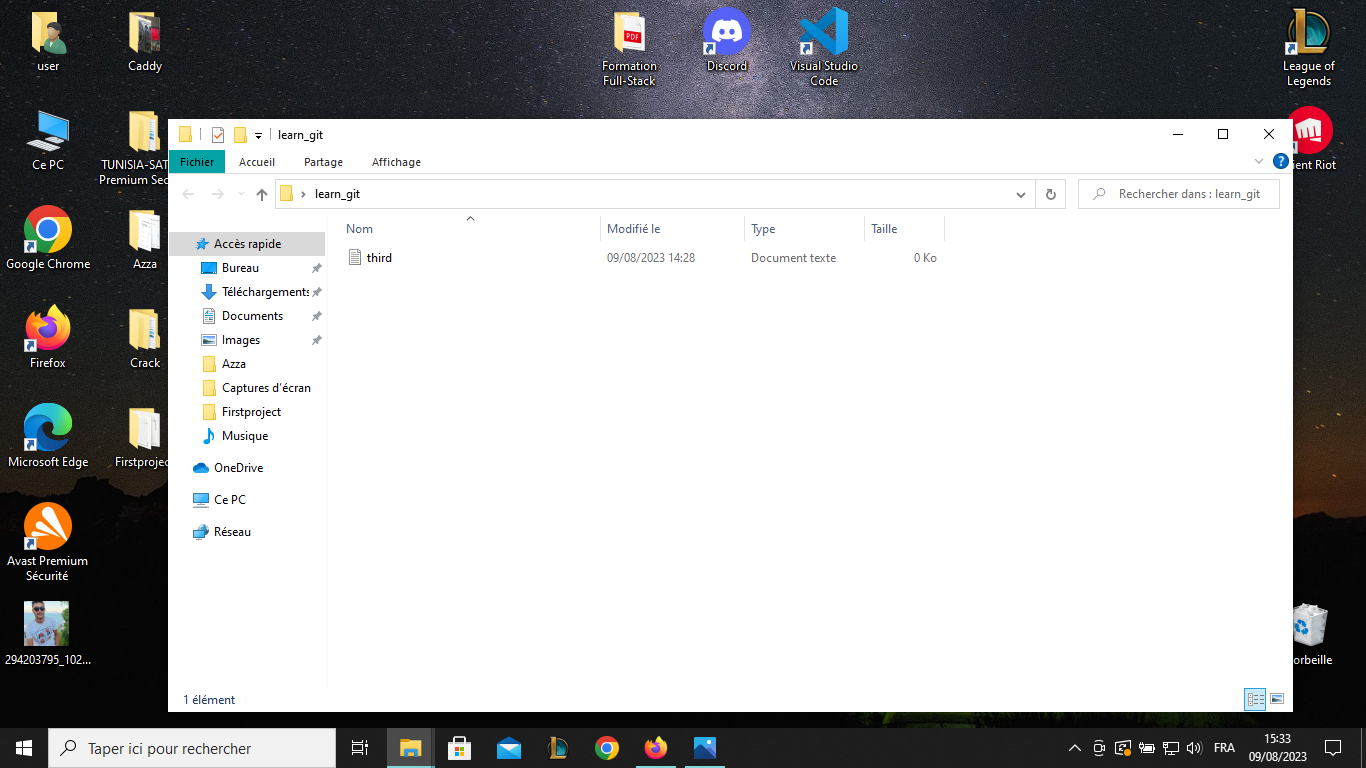 user
Caddy
Formation
Full-Stack
Discord
Visual Studio
Code
League of
Legends
Ce PC
TUNISIA-SAT
Premium Sec
Google Chrome
Azza
Firefox
Crack
Microsoft Edge
Firstprojec
Avast Premium
Sécurité
294203795_102...
ient Riot
orbeille
PDF
learn_git
Fichier
Accueil
Partage
Affichage
learn_git
Rechercher dans : learn_git
Accès rapide
Bureau
Téléchargements
Documents
Images
Azza
Captures d'écran
Firstproject
Musique
OneDrive
Ce PC
Réseau
Nom Modifié le Type Taille
third 09/08/2023 14:28 Document texte 0 Ko
1 élément
Taper ici pour rechercher
FRA
15:33
09/08/2023